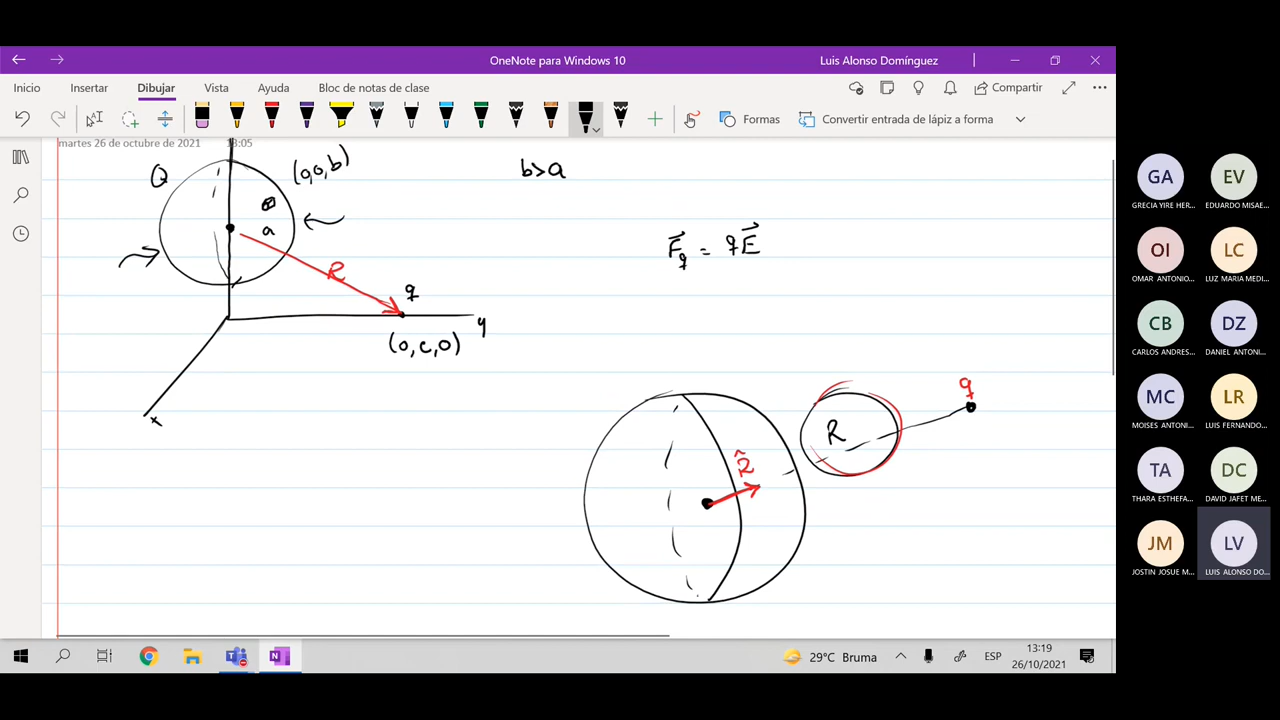 OneNote para Windows 10
Luis Alonso Domínguez
Inicio Insertar Dibujar Vista Ayuda Bloc de notas de clase
Compartir
Formas
Convertir entrada de lápiz a forma
martes 26 de octubre de 2021 13:05
Q
(0,0,b)
b>a
a
F⃗q = qE⃗
R
q
y
(0,c,0)
x
q
R
R̂
GA
GRECIA YIRE HER...
EV
EDUARDO MISAE...
OI
OMAR ANTONIO...
LC
LUZ MARIA MEDI...
CB
CARLOS ANDRES...
DZ
DANIEL ANTONI...
MC
MOISES ANTONI...
LR
LUIS FERNANDO...
TA
THARA ESTHEFA...
DC
DAVID JAFET ME...
JM
JOSTIN JOSUE M...
LV
LUIS ALONSO DO...
29°C Bruma
ESP
13:19
26/10/2021